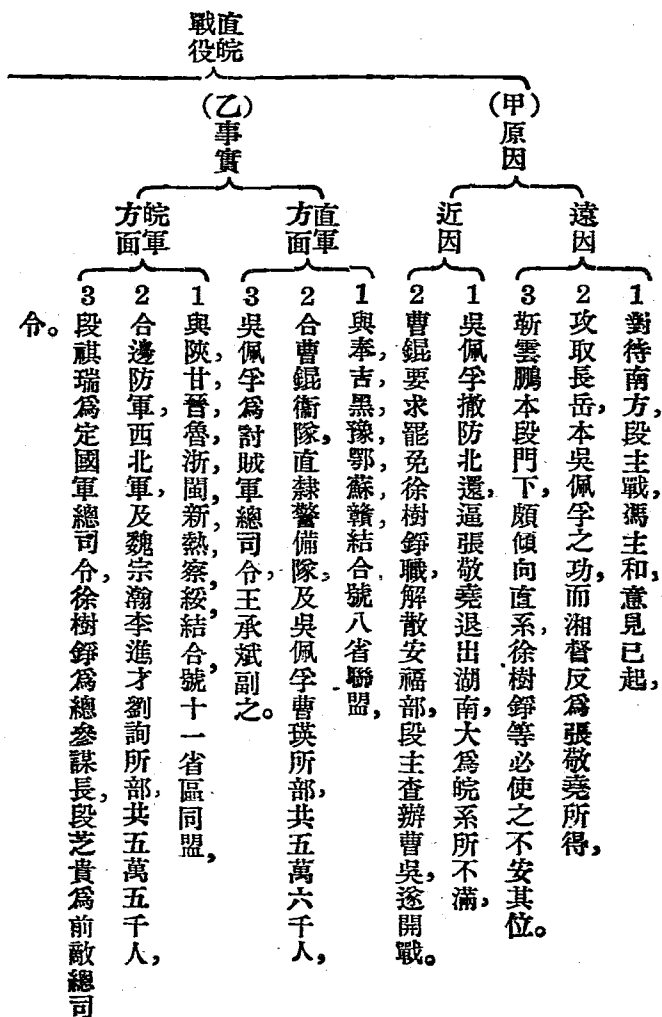 直皖
戰役
(甲)原因
遠因
1 對待南方,段主戰,馮主和,意見已起,
2 攻取長岳,本吳佩孚之功,而湘督反爲張敬堯所得,
3 靳雲鵬本段門下,頗傾向直系,徐樹錚等必使之不安其位。
近因
1 吳佩孚撤防北還,逼張敬堯退出湖南,大爲皖系所不滿,
2 曹錕要求罷免徐樹錚職,解散安福部,段主查辦曹吳,遂開戰。
(乙)事實
直軍
方面
1 與奉,吉,黑,豫,鄂,蘇,贛結合號八省聯盟,
2 合曹錕衞隊,直隸警備隊,及吳佩孚曹瑛所部,共五萬六千人,
3 吳佩孚爲討賊軍總司令,王承斌副之。
皖軍
方面
1 與陝,甘,晉,魯,浙,閩,新,熱,察,綏結合,號十一省區同盟,
2 合邊防軍,西北軍,及魏宗瀚李進才劉詢所部,共五萬五千人,
3 段祺瑞爲定國軍總司令,徐樹錚爲總參謀長,段芝貴爲前敵總司
令。